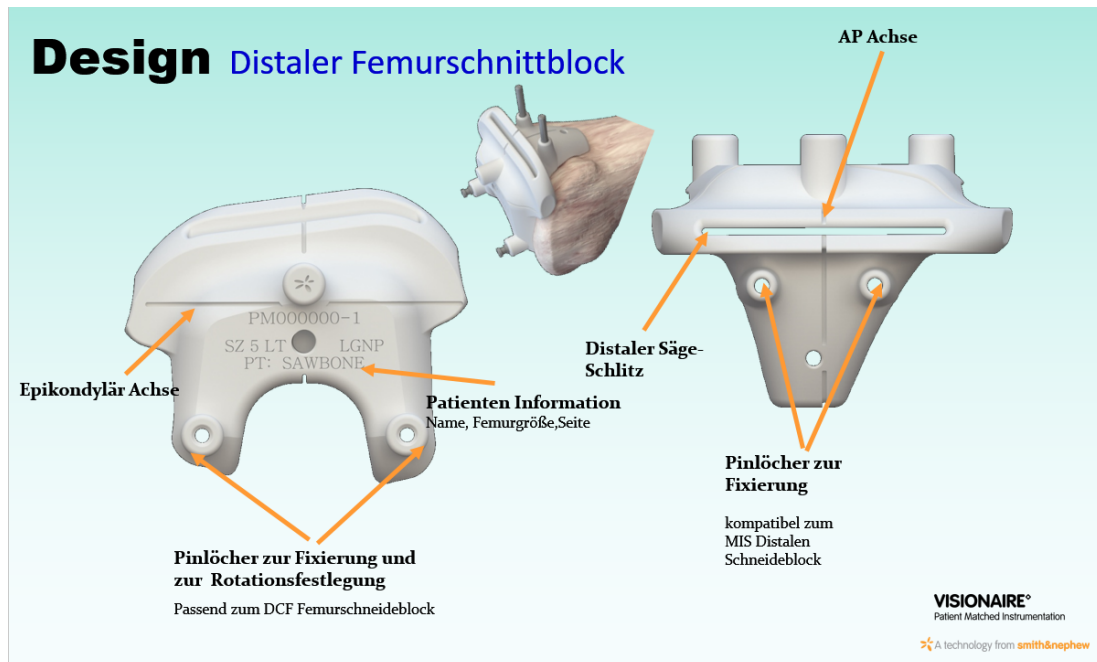 Design Distaler Femurschnittblock
AP Achse
PM000000-1
SZ 5 LT LGNP
PT: SAWBONE
Epikondylär Achse
Patienten Information
Name, Femurgröße,Seite
Distaler Säge-
Schlitz
Pinlöcher zur Fixierung und
zur Rotationsfestlegung
Passend zum DCF Femurschneideblock
Pinlöcher zur
Fixierung
kompatibel zum
MIS Distalen
Schneideblock
VISIONAIRE°
Patient Matched Instrumentation
A technology from smith&nephew